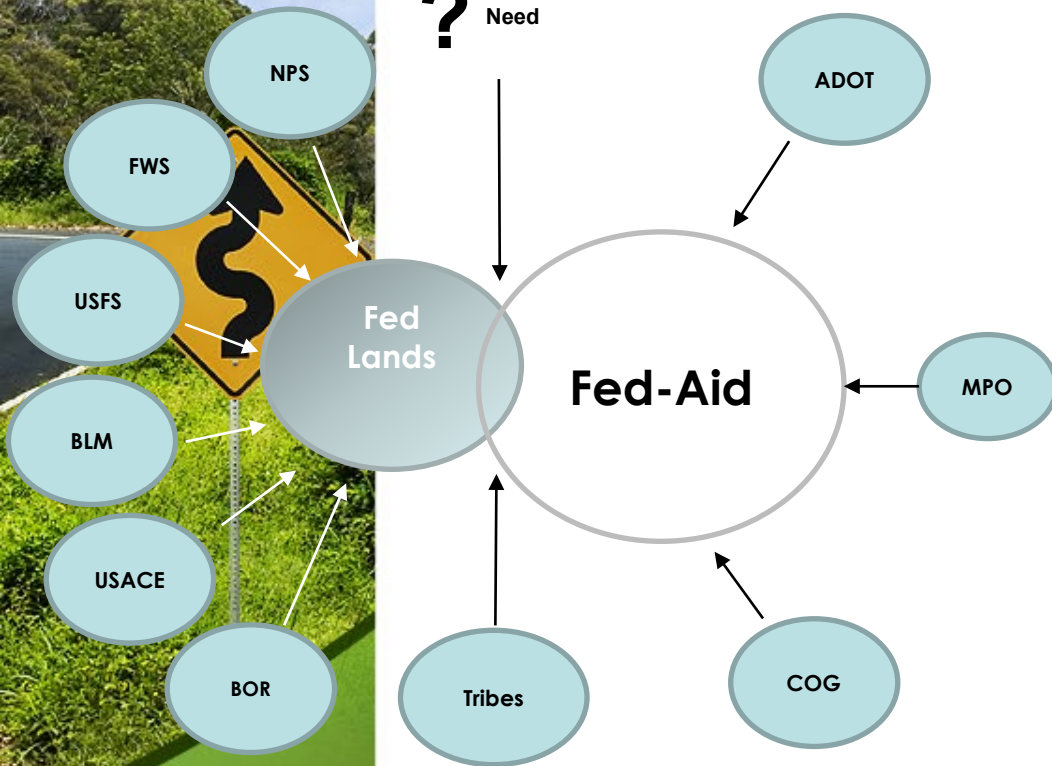 ?
Need
NPS
ADOT
FWS
USFS
Fed
Lands
Fed-Aid
MPO
BLM
USACE
BOR
Tribes
COG